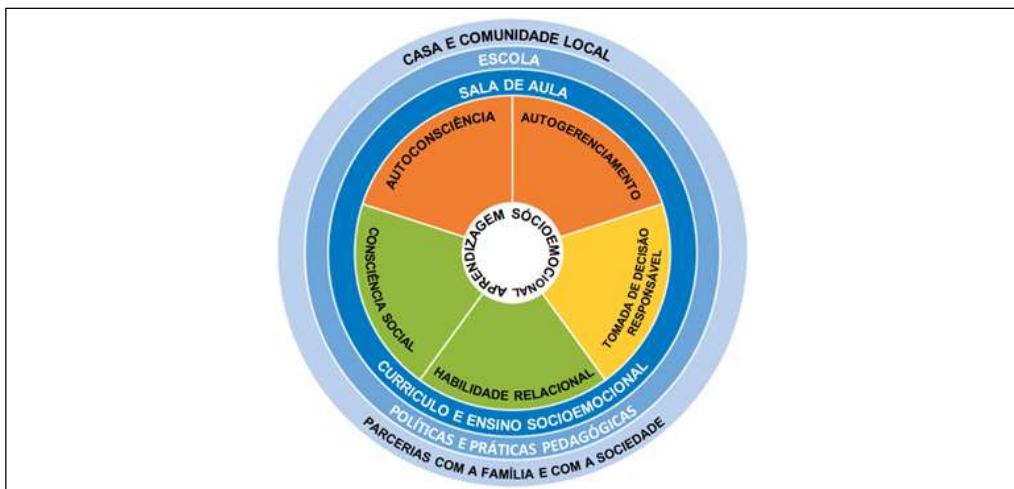 CASA E COMUNIDADE LOCAL
ESCOLA
SALA DE AULA
AUTOCONSCIÊNCIA
AUTOGERENCIAMENTO
APRENDIZAGEM SÓCIOEMOCIONAL
CONSCIÊNCIA SOCIAL
TOMADA DE DECISÃO
RESPONSÁVEL
HABILIDADE RELACIONAL
CURRICULO E ENSINO SOCIOEMOCIONAL
POLÍTICAS E PRÁTICAS PEDAGÓGICAS
PARCERIAS COM A FAMÍLIA E COM A SOCIEDADE